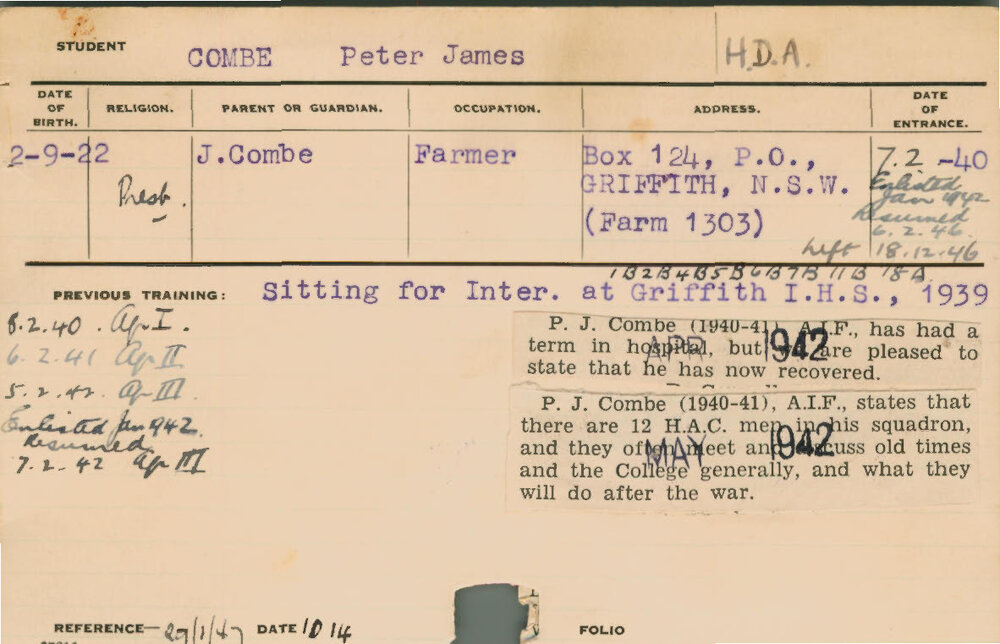 STUDENT COMBE Peter James H.D.A.
DATE OF BIRTH. RELIGION. PARENT OR GUARDIAN. OCCUPATION. ADDRESS. DATE OF ENTRANCE.
2-9-22 J.Combe Farmer Box 124, P.O., 7.2-40
Presb. GRIFFITH, N.S.W. Enlisted
Jan 1942
(Farm 1303) Resumed
6.2.46.
Left 18.12.46
1B2B4B5B6B7B11B18A
PREVIOUS TRAINING: Sitting for Inter. at Griffith I.H.S., 1939
8.2.40. Ag I.
6.2.41 Ag II
5.2.42. Ag III.
Enlisted Jan 1942.
Resumed
7.2.42 Ag III
P. J. Combe (1940-41), A.I.F., has had a
term in hospital, but we are pleased to
state that he has now recovered.
APR 1942
P. J. Combe (1940-41), A.I.F., states that
there are 12 H.A.C. men in his squadron,
and they often meet and discuss old times
and the College generally, and what they
will do after the war.
MAY 1942
REFERENCE— 29/1/47 DATE 10 14 FOLIO